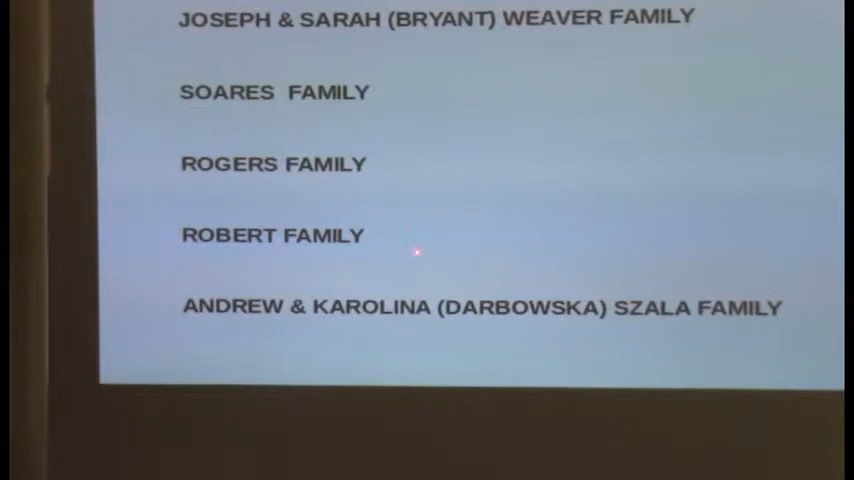 JOSEPH & SARAH (BRYANT) WEAVER FAMILY
SOARES FAMILY
ROGERS FAMILY
ROBERT FAMILY
ANDREW & KAROLINA (DARBOWSKA) SZALA FAMILY